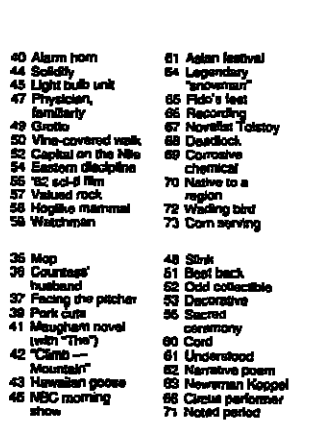 40 Alarm horn
44 Solidify
45 Light bulb unit
47 Physician,
familiarly
49 Grotto
50 Vine-covered walk
52 Capital on the Nile
54 Eastern discipline
55 '82 sci-fi film
57 Valued rock
58 Hoglike mammal
59 Watchman
61 Asian festival
64 Legendary
"snowman"
65 Fido's feet
66 Recording
67 Novelist Tolstoy
68 Deadlock
69 Corrosive
chemical
70 Native to a
region
72 Wading bird
73 Corn serving
35 Mop
36 Countess'
husband
37 Facing the pitcher
39 Pork cuts
41 Maugham novel
(with "The")
42 "Climb —
Mountain"
43 Hawaiian goose
46 NBC morning
show
48 Stink
51 Beat back
52 Odd collectible
53 Decorative
56 Sacred
ceremony
60 Cord
61 Understood
62 Narrative poem
63 Newsman Koppel
66 Circus performer
71 Noted period